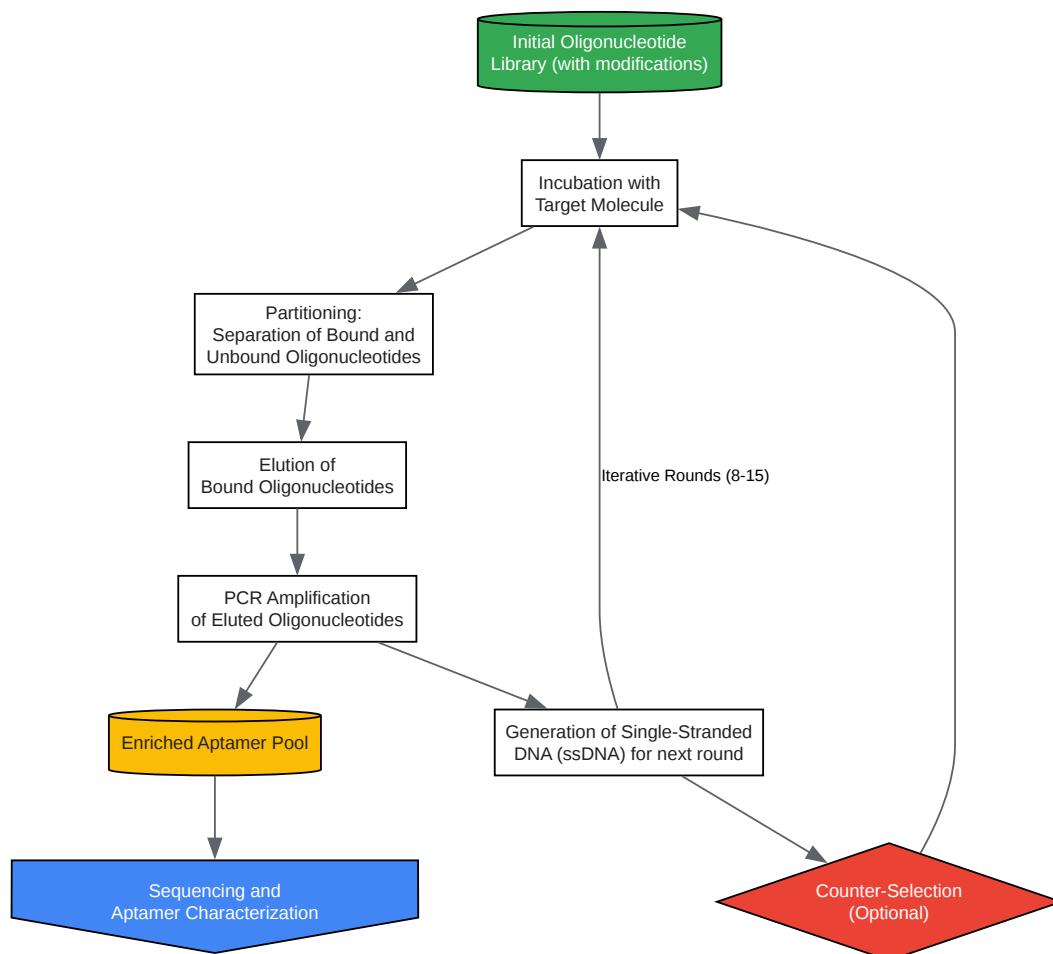 Initial Oligonucleotide
Library (with modifications)
Incubation with
Target Molecule
Partitioning:
Separation of Bound and
Unbound Oligonucleotides
Elution of
Bound Oligonucleotides
Iterative Rounds (8-15)
PCR Amplification
of Eluted Oligonucleotides
Enriched Aptamer Pool
Generation of Single-Stranded
DNA (ssDNA) for next round
Sequencing and
Aptamer Characterization
Counter-Selection
(Optional)